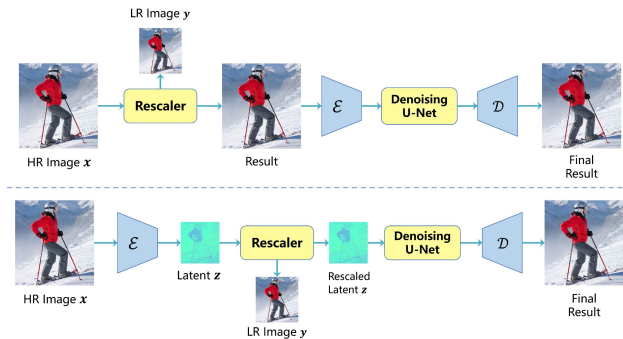 LR Image y
Rescaler
ℰ
Denoising
U-Net
𝒟
HR Image x
Result
Final
Result
ℰ
Rescaler
Denoising
U-Net
𝒟
Latent z
Rescaled
Latent z
HR Image x
LR Image y
Final
Result